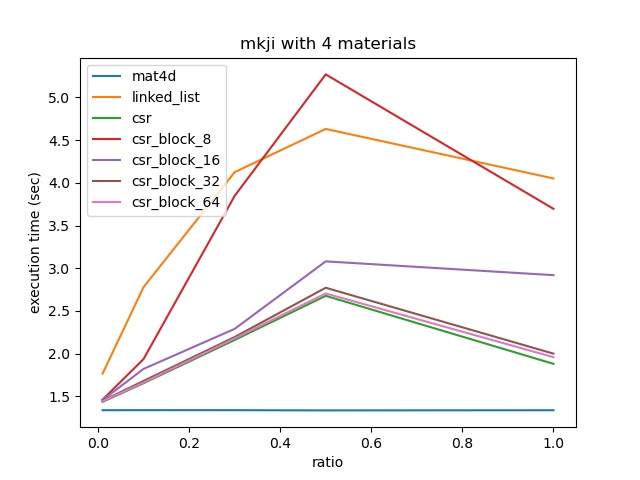 mkji with 4 materials
mat4d
linked_list
csr
csr_block_8
csr_block_16
csr_block_32
csr_block_64
execution time (sec)
5.0
4.5
4.0
3.5
3.0
2.5
2.0
1.5
0.0 0.2 0.4 0.6 0.8 1.0
ratio